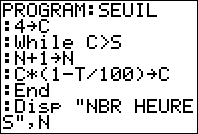 PROGRAM:SEUIL
:4→C
:While C>S
:N+1→N
:C*(1-T/100)→C
:End
:Disp "NBR HEURE
S",N